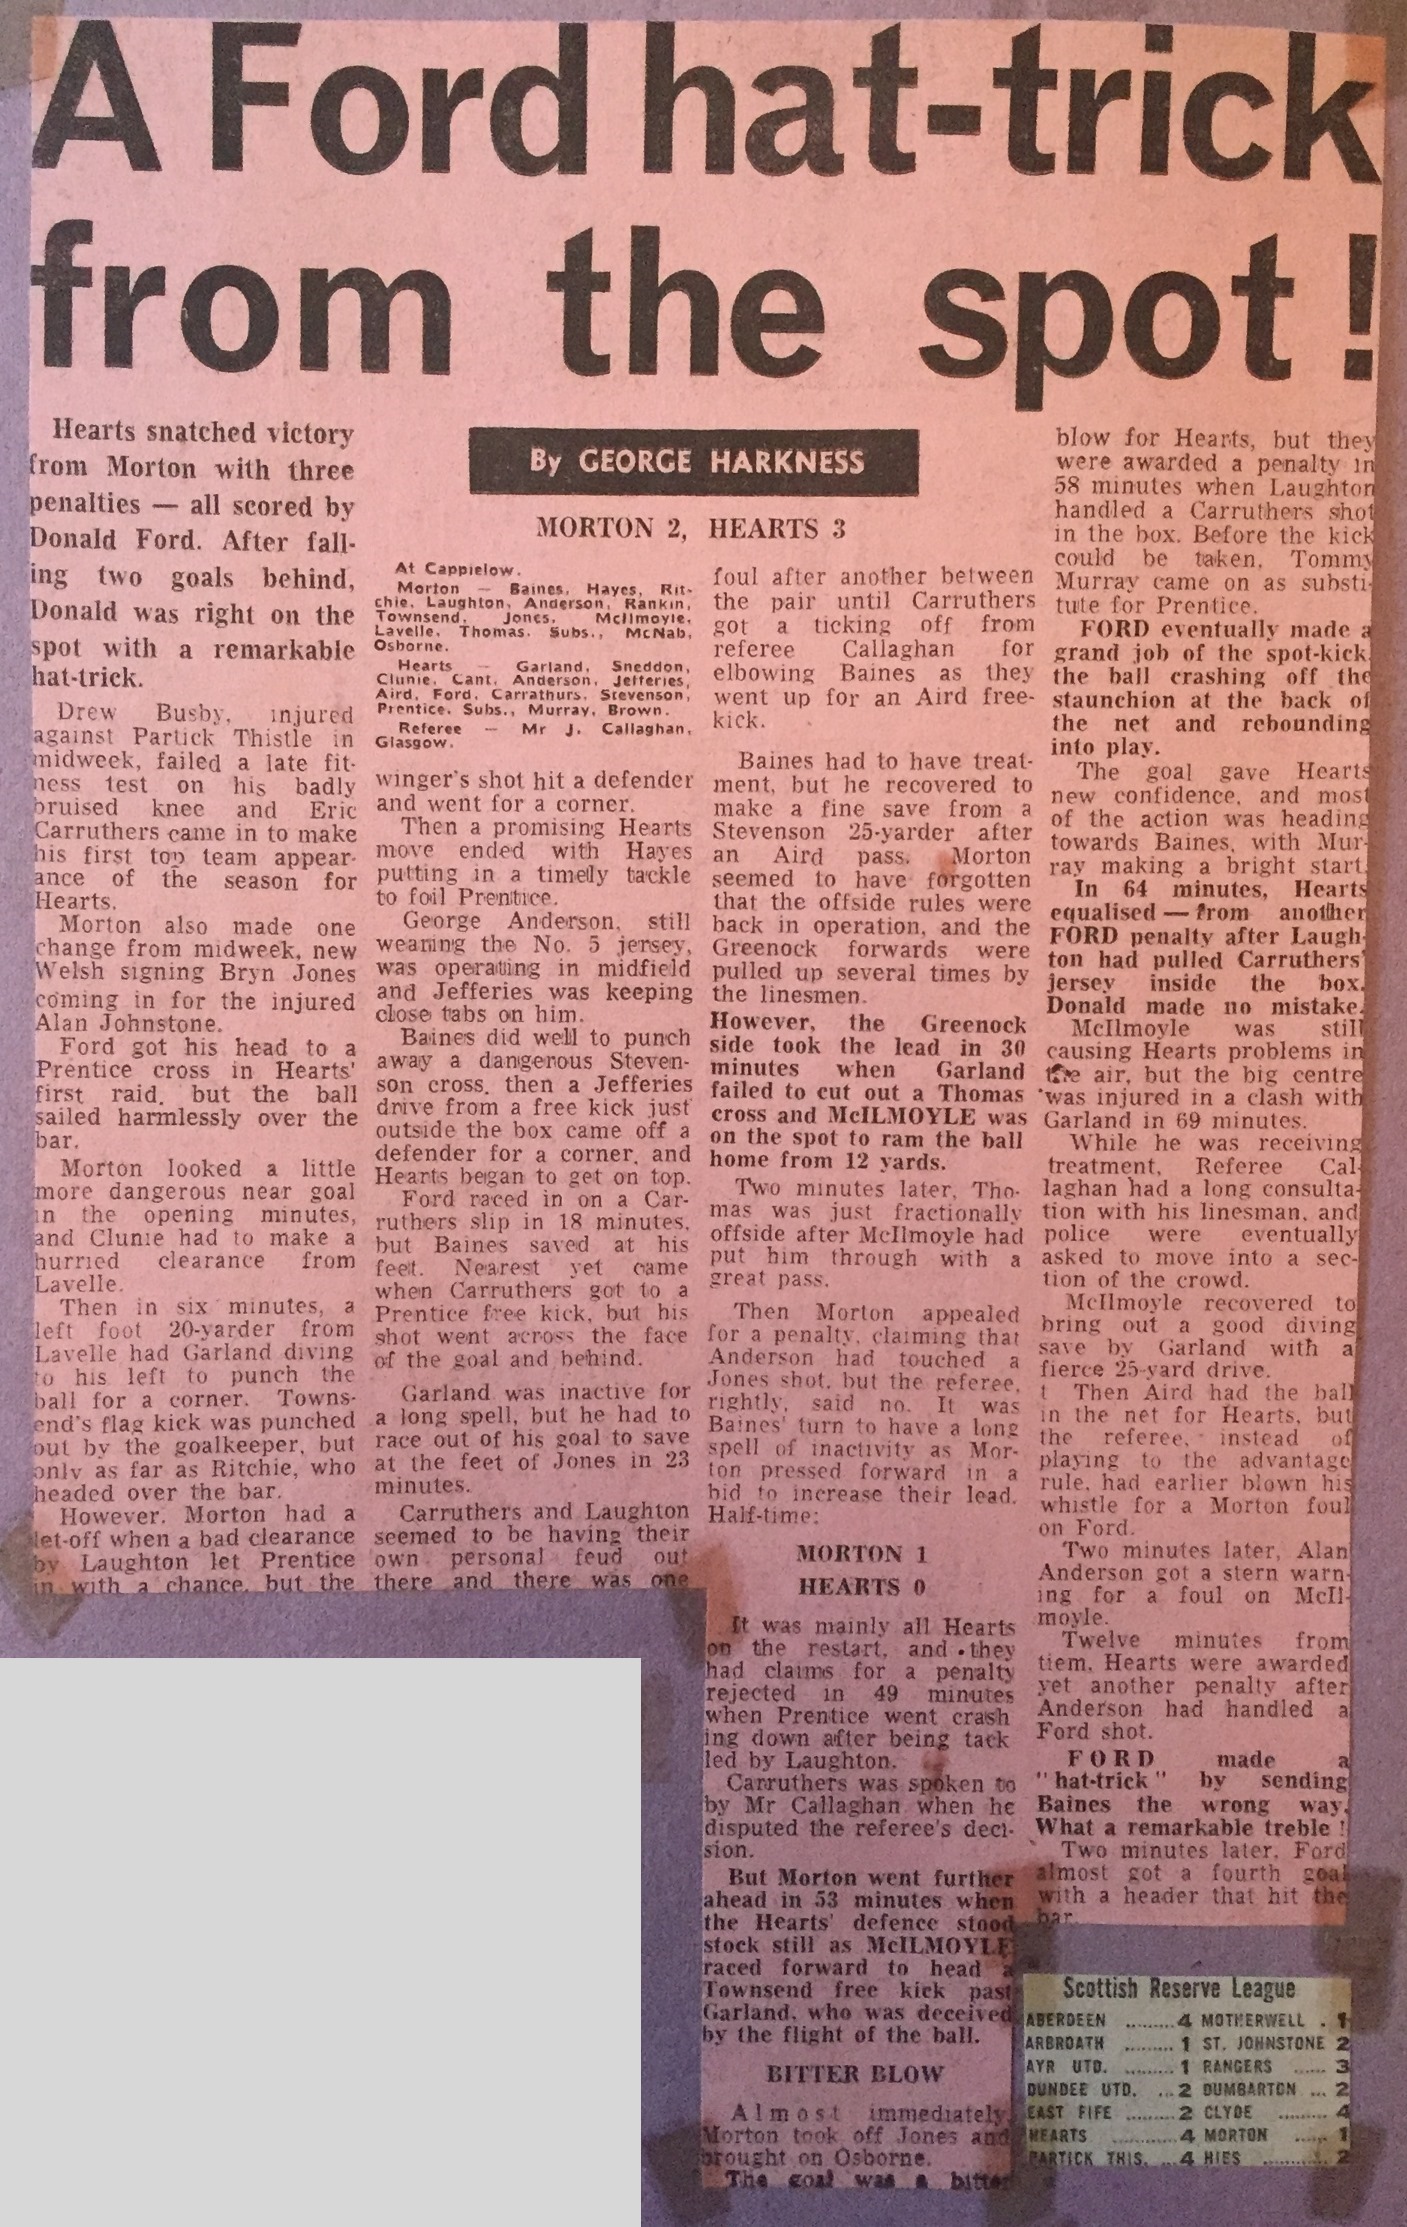 A Ford hat-trick
from the spot!
Hearts snatched victory
from Morton with three
penalties — all scored by
Donald Ford. After fall-
ing two goals behind,
Donald was right on the
spot with a remarkable
hat-trick.
Drew Busby, injured
against Partick Thistle in
midweek, failed a late fit-
ness test on his badly
bruised knee and Eric
Carruthers came in to make
his first top team appear-
ance of the season for
Hearts.
Morton also made one
change from midweek, new
Welsh signing Bryn Jones
coming in for the injured
Alan Johnstone.
Ford got his head to a
Prentice cross in Hearts'
first raid, but the ball
sailed harmlessly over the
bar.
Morton looked a little
more dangerous near goal
in the opening minutes,
and Clunie had to make a
hurried clearance from
Lavelle.
Then in six minutes, a
left foot 20-yarder from
Lavelle had Garland diving
to his left to punch the
ball for a corner. Towns-
end's flag kick was punched
out by the goalkeeper, but
only as far as Ritchie, who
headed over the bar.
However, Morton had a
let-off when a bad clearance
by Laughton let Prentice
in with a chance, but the
By GEORGE HARKNESS
MORTON 2, HEARTS 3
At Cappielow.
Morton — Baines, Hayes, Rit-
chie, Laughton, Anderson, Rankin,
Townsend, Jones, McIlmoyle,
Lavelle, Thomas. Subs., McNab,
Osborne.
Hearts — Garland, Sneddon,
Clunie, Cant, Anderson, Jefferies,
Aird, Ford, Carrathurs, Stevenson,
Prentice. Subs., Murray, Brown.
Referee — Mr J. Callaghan,
Glasgow.
winger's shot hit a defender
and went for a corner.
Then a promising Hearts
move ended with Hayes
putting in a timelly tackle
to foil Prentice.
George Anderson, still
wearing the No. 5 jersey,
was operating in midfield
and Jefferies was keeping
close tabs on him.
Baines did well to punch
away a dangerous Steven-
son cross, then a Jefferies
drive from a free kick just
outside the box came off a
defender for a corner, and
Hearts began to get on top.
Ford raced in on a Car-
ruthers slip in 18 minutes,
but Baines saved at his
feet. Nearest yet came
when Carruthers got to a
Prentice free kick, but his
shot went across the face
of the goal and behind.
Garland was inactive for
a long spell, but he had to
race out of his goal to save
at the feet of Jones in 23
minutes.
Carruthers and Laughton
seemed to be having their
own personal feud out
there and there was one
foul after another between
the pair until Carruthers
got a ticking off from
referee Callaghan for
elbowing Baines as they
went up for an Aird free-
kick.
Baines had to have treat-
ment, but he recovered to
make a fine save from a
Stevenson 25-yarder after
an Aird pass. Morton
seemed to have forgotten
that the offside rules were
back in operation, and the
Greenock forwards were
pulled up several times by
the linesmen.
However, the Greenock
side took the lead in 30
minutes when Garland
failed to cut out a Thomas
cross and McILMOYLE was
on the spot to ram the ball
home from 12 yards.
Two minutes later, Tho-
mas was just fractionally
offside after McIlmoyle had
put him through with a
great pass.
Then Morton appealed
for a penalty, claiming that
Anderson had touched a
Jones shot, but the referee,
rightly, said no. It was
Baines' turn to have a long
spell of inactivity as Mor-
ton pressed forward in a
bid to increase their lead.
Half-time:
MORTON 1
HEARTS 0
It was mainly all Hearts
on the restart, and they
had claims for a penalty
rejected in 49 minutes
when Prentice went crash
ing down after being tack
led by Laughton.
Carruthers was spoken to
by Mr Callaghan when he
disputed the referee's deci-
sion.
But Morton went further
ahead in 53 minutes when
the Hearts' defence stood
stock still as McILMOYLE
raced forward to head a
Townsend free kick past
Garland, who was deceived
by the flight of the ball.
BITTER BLOW
Almost immediately,
Morton took off Jones and
brought on Osborne.
The goal was a bitter
blow for Hearts, but they
were awarded a penalty in
58 minutes when Laughton
handled a Carruthers shot
in the box. Before the kick
could be taken, Tommy
Murray came on as substi-
tute for Prentice.
FORD eventually made a
grand job of the spot-kick,
the ball crashing off the
staunchion at the back of
the net and rebounding
into play.
The goal gave Hearts
new confidence, and most
of the action was heading
towards Baines, with Mur-
ray making a bright start.
In 64 minutes, Hearts
equalised — from another
FORD penalty after Laugh-
ton had pulled Carruthers'
jersey inside the box.
Donald made no mistake.
McIlmoyle was still
causing Hearts problems in
the air, but the big centre
was injured in a clash with
Garland in 69 minutes.
While he was receiving
treatment, Referee Cal-
laghan had a long consulta-
tion with his linesman, and
police were eventually
asked to move into a sec-
tion of the crowd.
McIlmoyle recovered to
bring out a good diving
save by Garland with a
fierce 25-yard drive.
t Then Aird had the ball
in the net for Hearts, but
the referee, instead of
playing to the advantage
rule, had earlier blown his
whistle for a Morton foul
on Ford.
Two minutes later, Alan
Anderson got a stern warn-
ing for a foul on McIl-
moyle.
Twelve minutes from
tiem, Hearts were awarded
yet another penalty after
Anderson had handled a
Ford shot.
FORD made a
"hat-trick" by sending
Baines the wrong way.
What a remarkable treble!
Two minutes later, Ford
almost got a fourth goal
with a header that hit the
bar.
Scottish Reserve League
ABERDEEN .........4 MOTHERWELL . 1
ARBROATH .........1 ST. JOHNSTONE 2
AYR UTD. .........1 RANGERS ...... 3
DUNDEE UTD. ...2 DUMBARTON ... 2
EAST FIFE .........2 CLYDE ......... 4
HEARTS ............4 MORTON ...... 1
PARTICK THIS. ...4 HIBS ............ 2